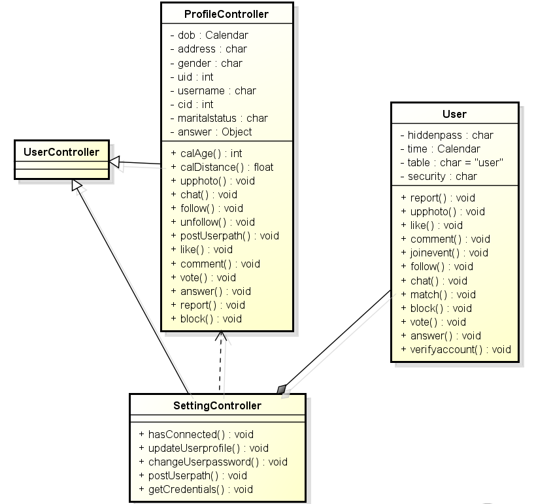 ProfileController
- dob : Calendar
- address : char
- gender : char
- uid : int
- username : char
- cid : int
- maritalstatus : char
- answer : Object
+ calAge() : int
+ calDistance() : float
+ upphoto() : void
+ chat() : void
+ follow() : void
+ unfollow() : void
+ postUserpath() : void
+ like() : void
+ comment() : void
+ vote() : void
+ answer() : void
+ report() : void
+ block() : void
UserController
User
- hiddenpass : char
- time : Calendar
- table : char = "user"
- security : char
+ report() : void
+ upphoto() : void
+ like() : void
+ comment() : void
+ joinevent() : void
+ follow() : void
+ chat() : void
+ match() : void
+ block() : void
+ vote() : void
+ answer() : void
+ verifyaccount() : void
SettingController
+ hasConnected() : void
+ updateUserprofile() : void
+ changeUserpassword() : void
+ postUserpath() : void
+ getCredentials() : void